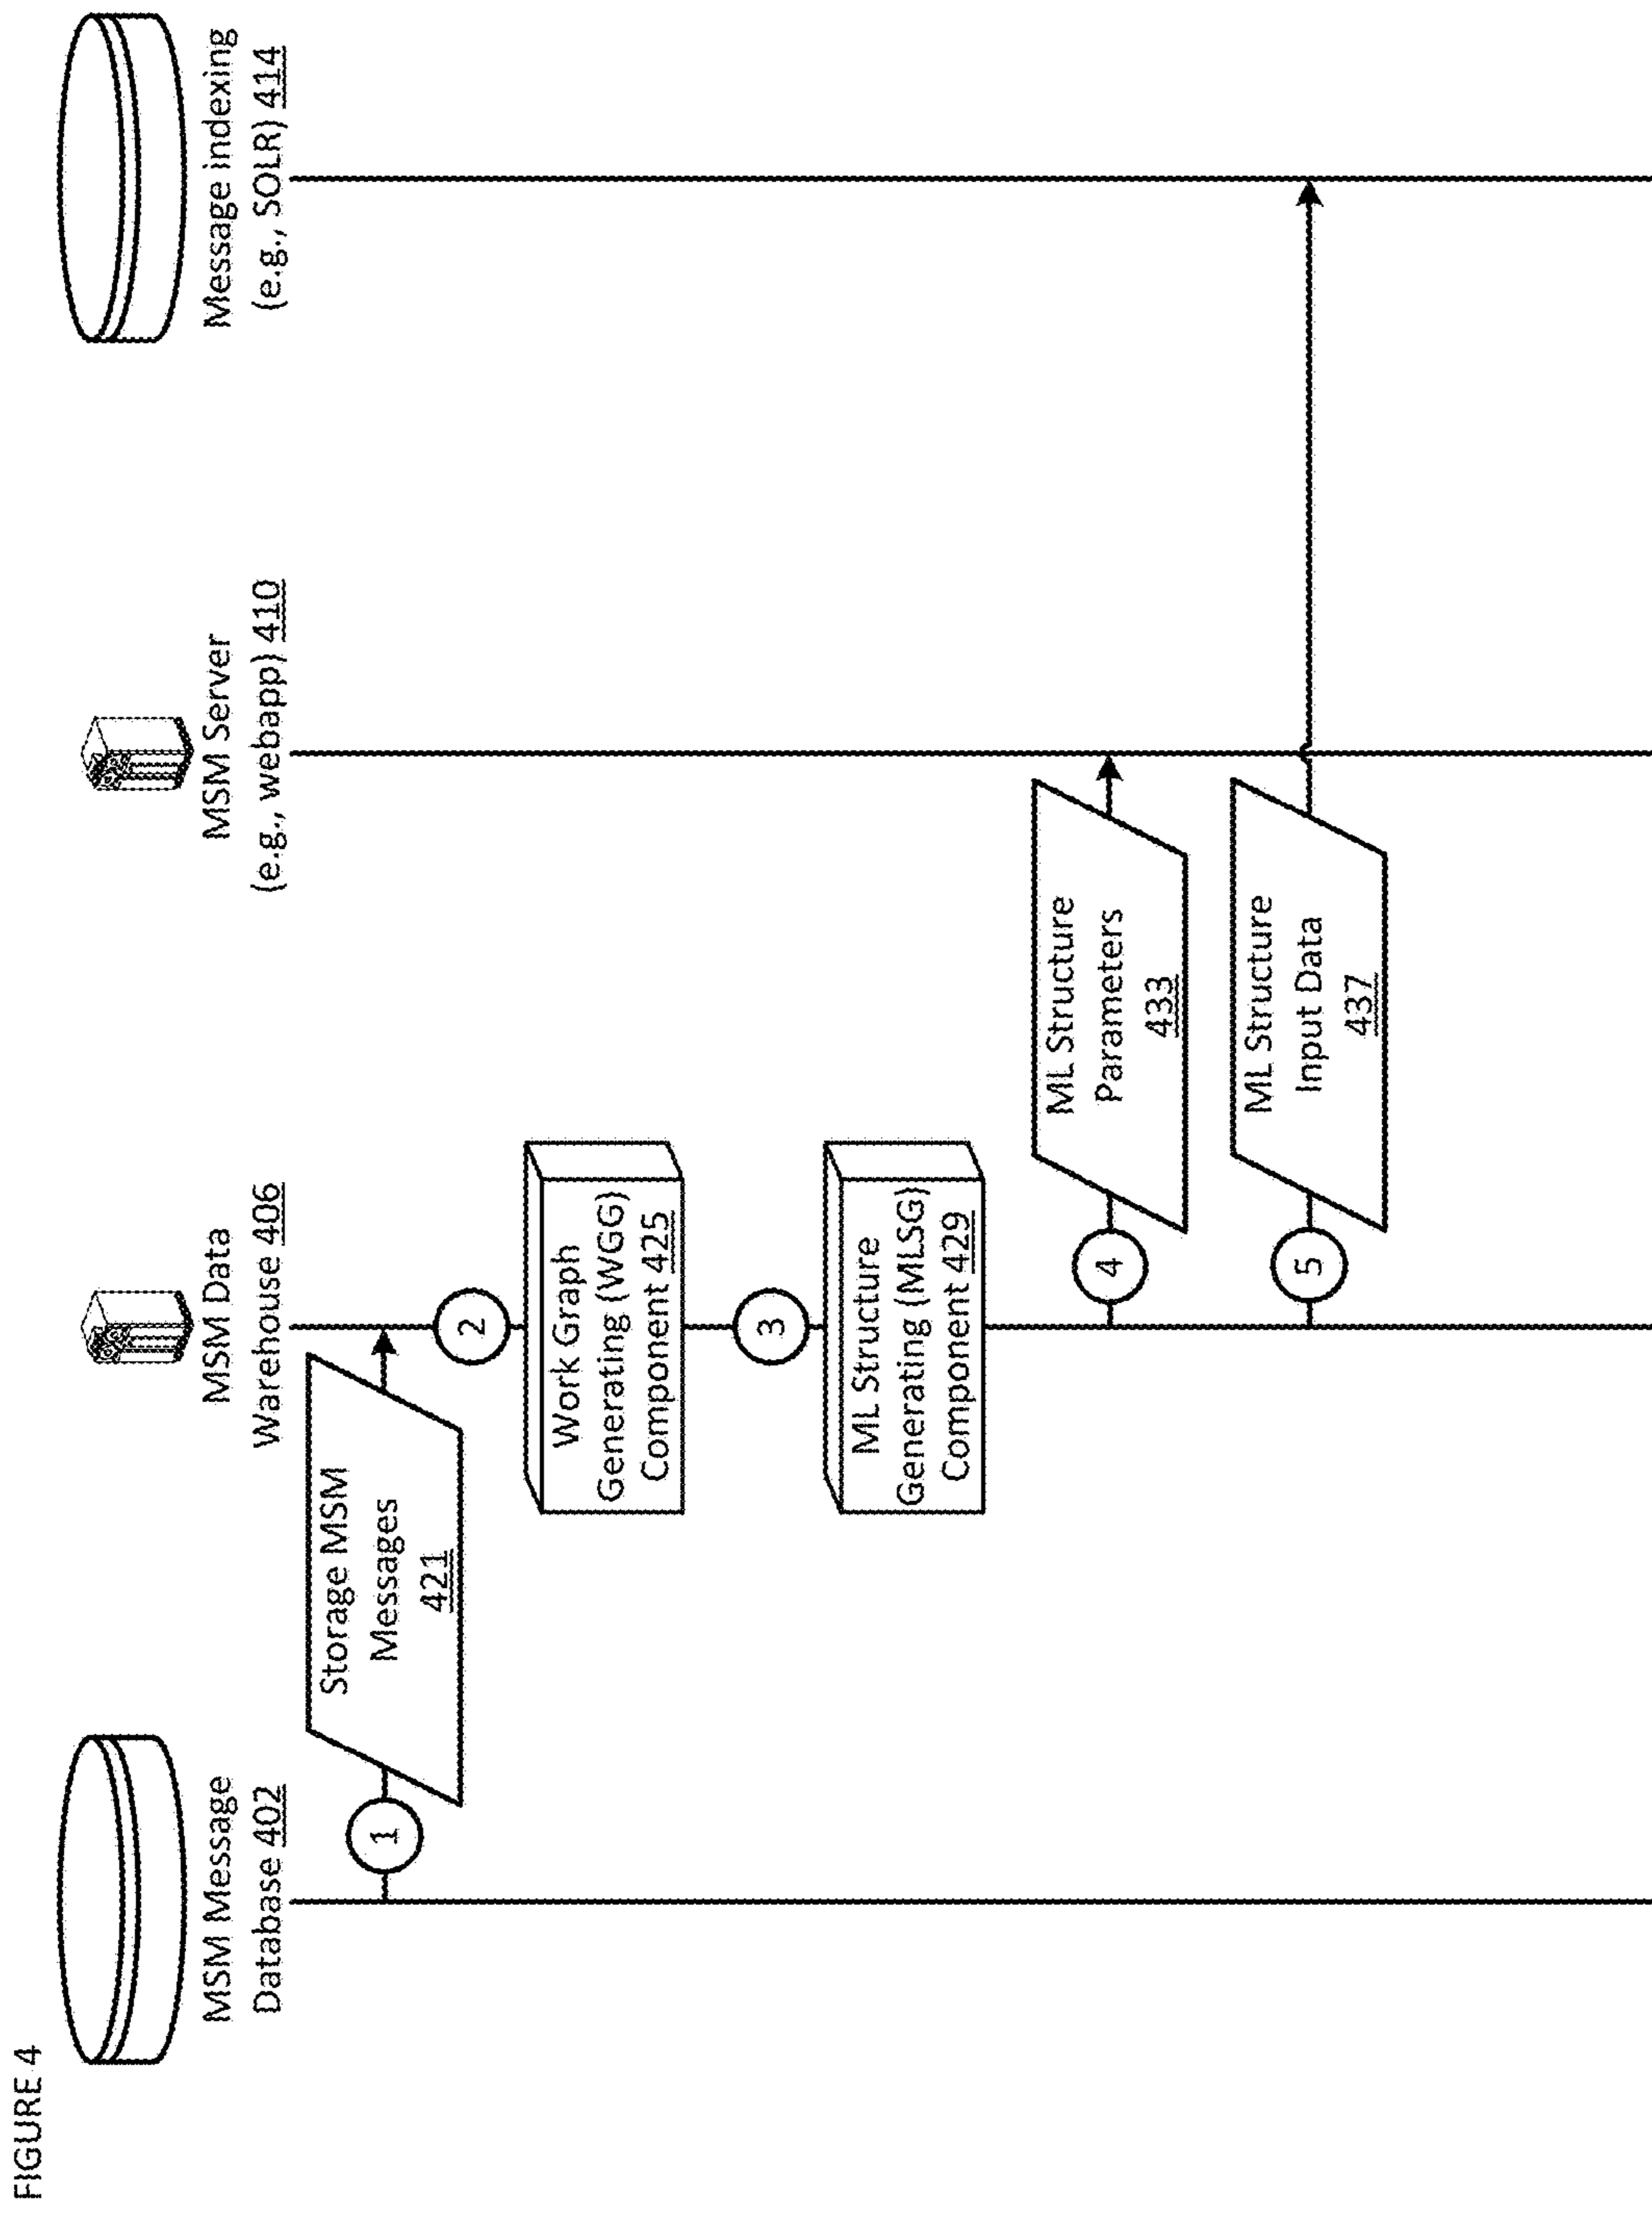 FIGURE 4
MSM Message
Database 402
MSM Data
Warehouse 406
MSM Server
(e.g., webapp) 410
Message indexing
(e.g., SOLR) 414
1
Storage MSM
Messages
421
2
Work Graph
Generating (WGG)
Component 425
3
ML Structure
Generating (MLSG)
Component 429
4
ML Structure
Parameters
433
5
ML Structure
Input Data
437